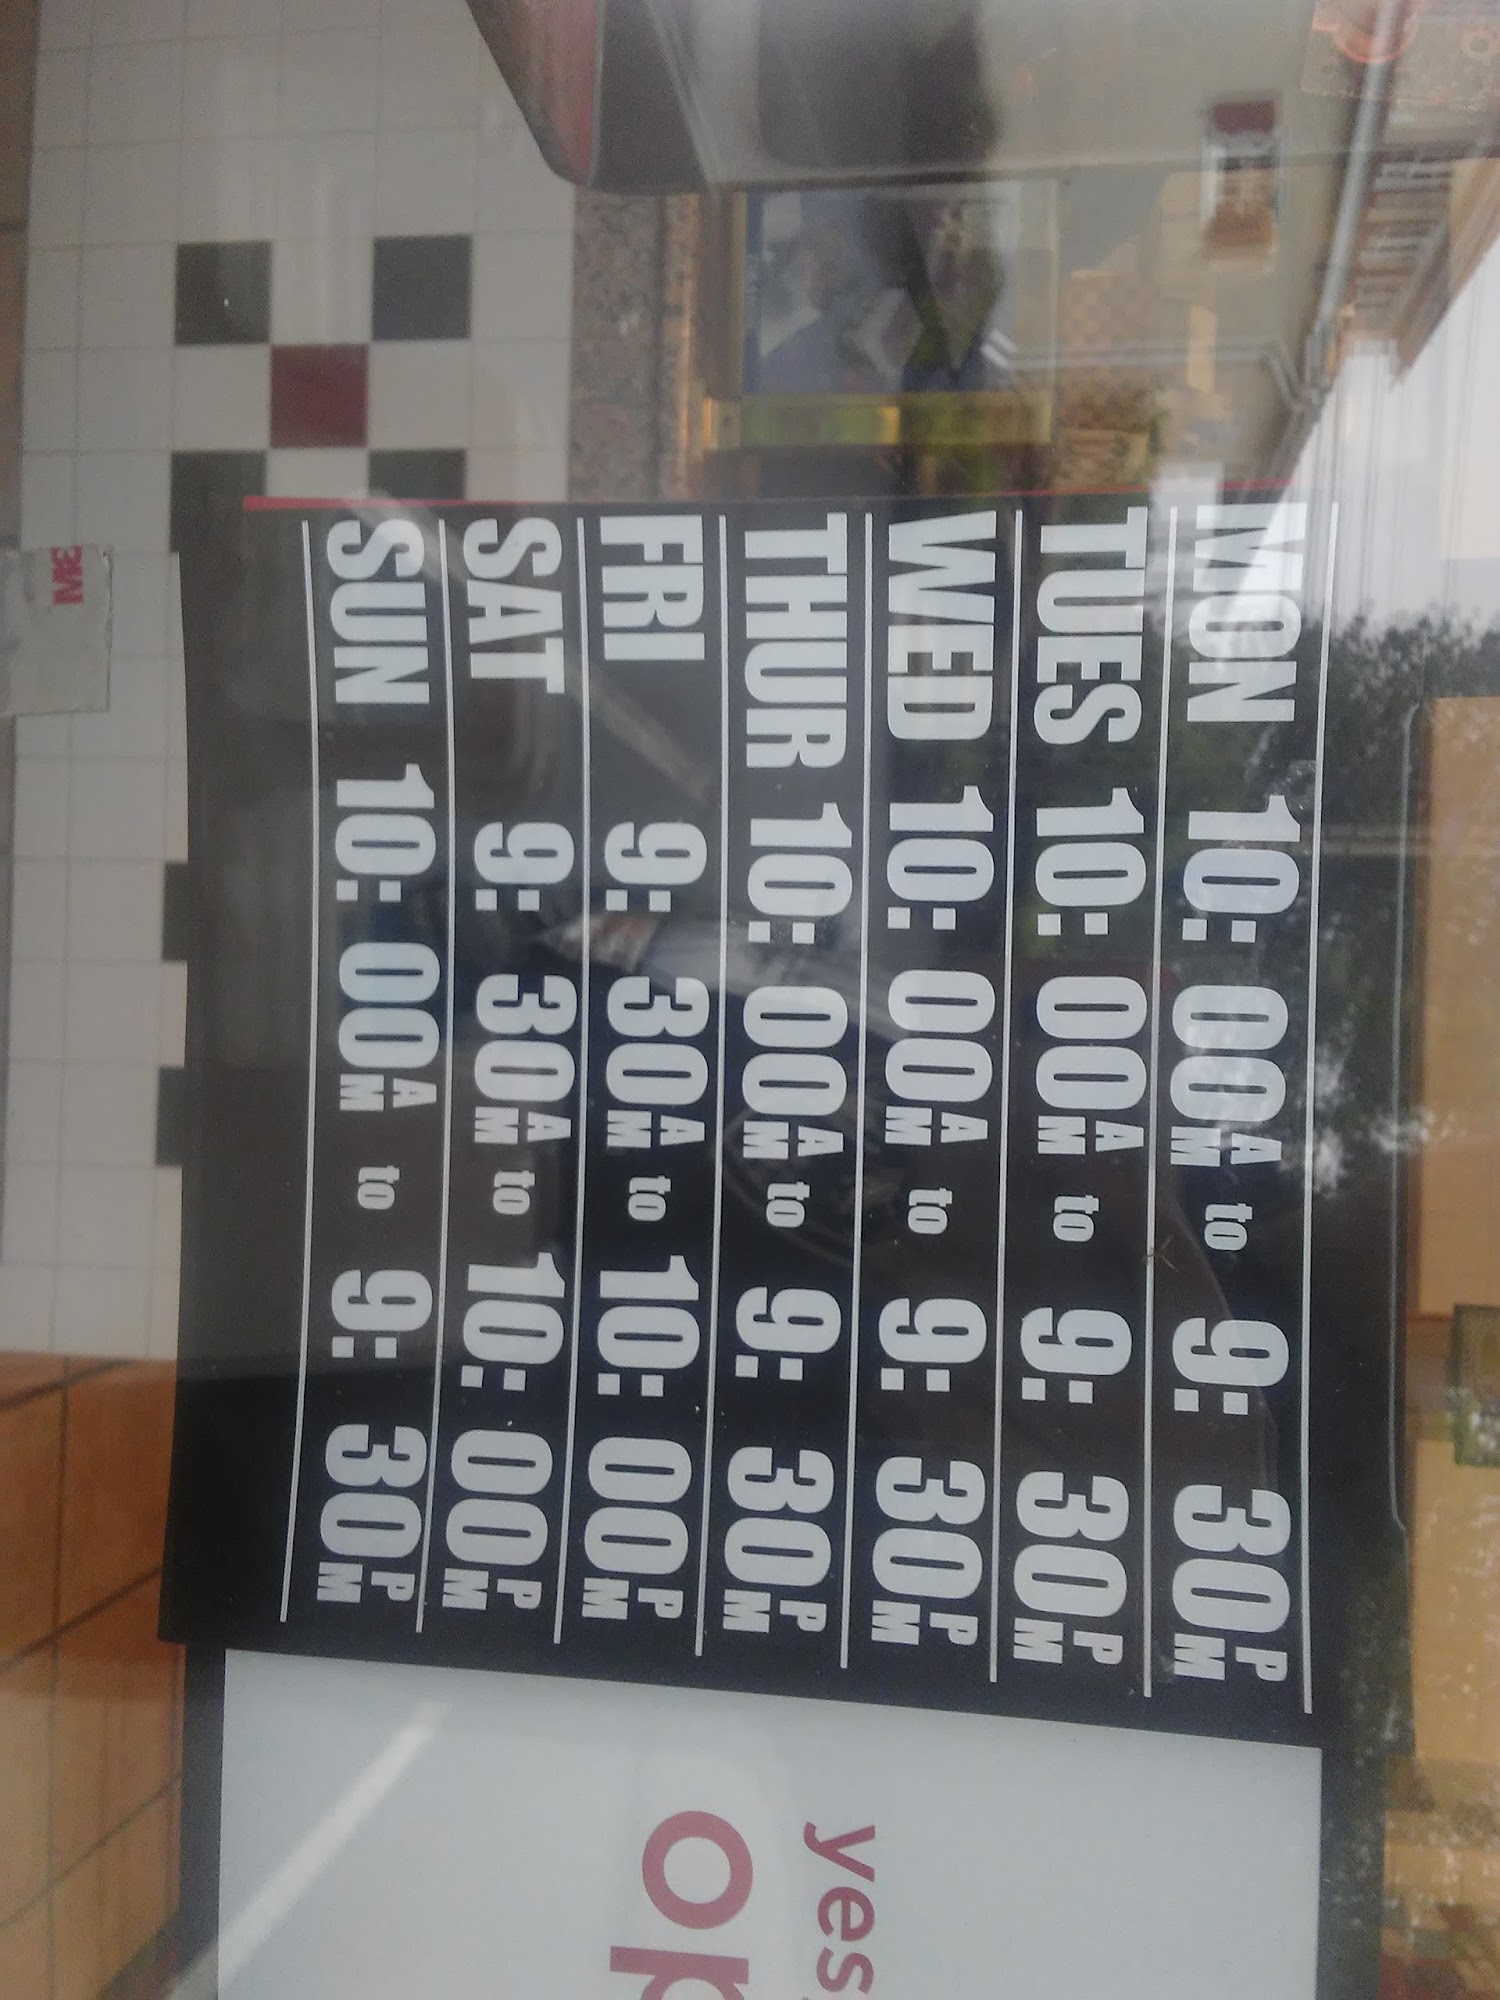 MON 10:00AM to 9:30PM
TUES 10:00AM to 9:30PM
WED 10:00AM to 9:30PM
THUR 10:00AM to 9:30PM
FRI 9:30AM to 10:00PM
SAT 9:30AM to 10:00PM
SUN 10:00AM to 9:30PM
yes
op